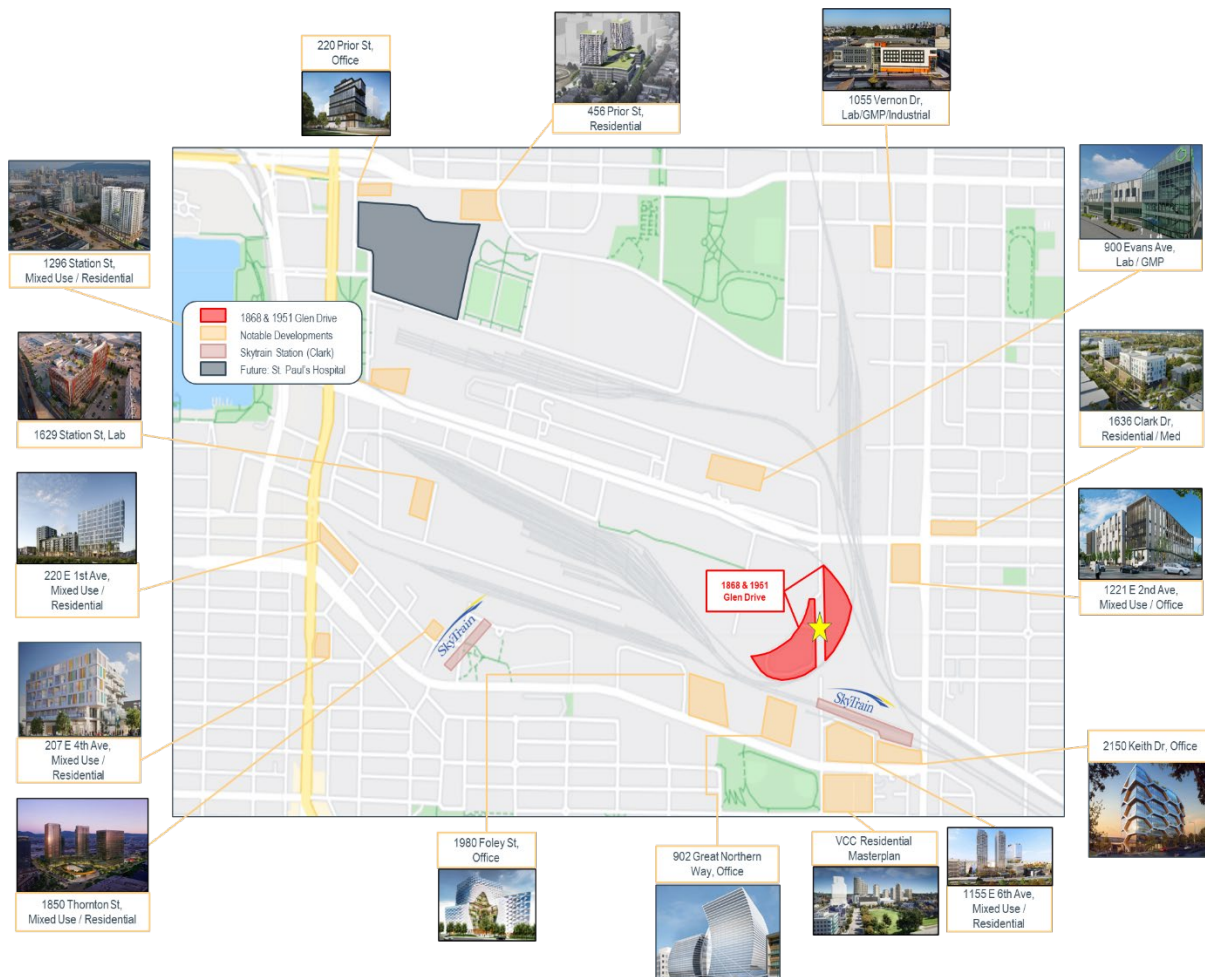 220 Prior St,
Office
456 Prior St,
Residential
1055 Vernon Dr,
Lab/GMP/Industrial
1296 Station St,
Mixed Use / Residential
900 Evans Ave,
Lab / GMP
1868 & 1951 Glen Drive
Notable Developments
Skytrain Station (Clark)
Future: St. Paul's Hospital
1629 Station St, Lab
1636 Clark Dr,
Residential / Med
220 E 1st Ave,
Mixed Use /
Residential
1868 & 1951
Glen Drive
1221 E 2nd Ave,
Mixed Use / Office
SkyTrain
SkyTrain
207 E 4th Ave,
Mixed Use /
Residential
2150 Keith Dr, Office
1850 Thornton St,
Mixed Use / Residential
1980 Foley St,
Office
902 Great Northern
Way, Office
VCC Residential
Masterplan
1155 E 6th Ave,
Mixed Use /
Residential